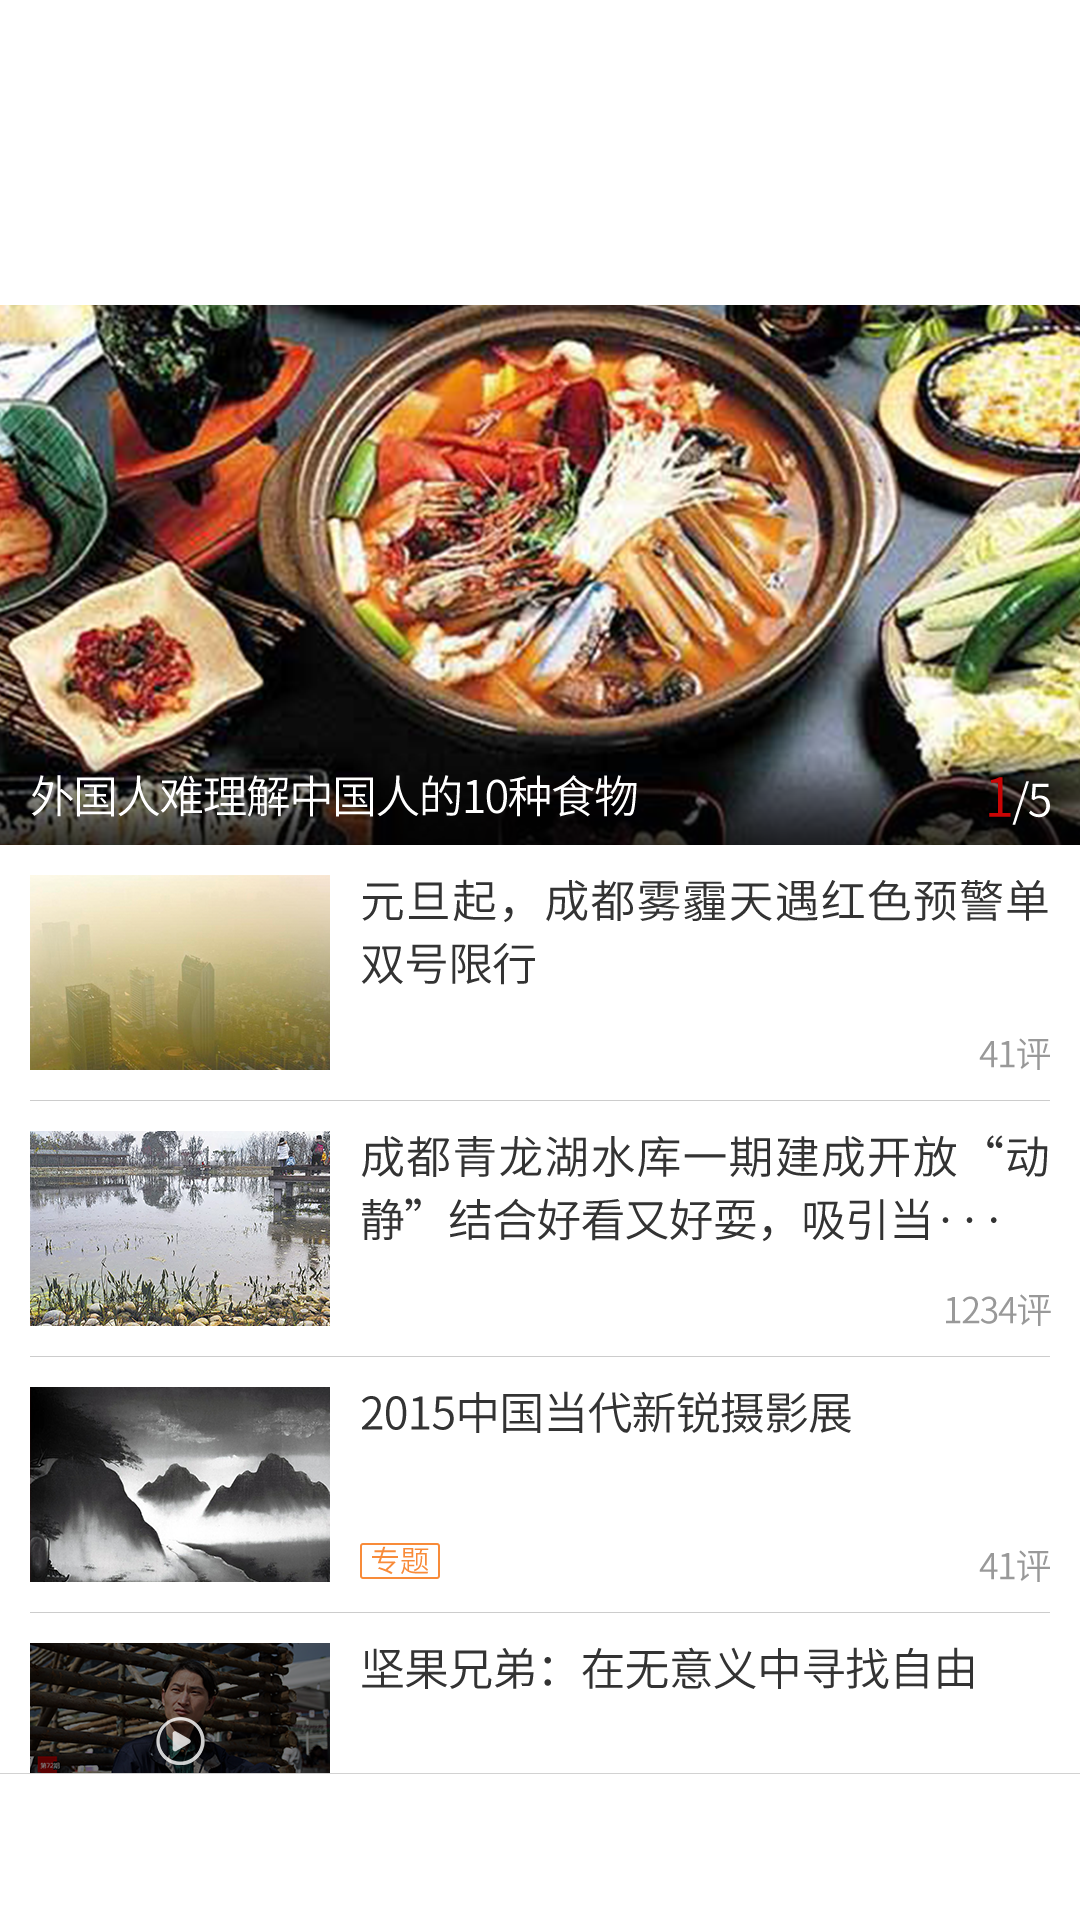 外国人难理解中国人的10种食物
1/5
元旦起，成都雾霾天遇红色预警单
双号限行
41评
成都青龙湖水库一期建成开放“动
静”结合好看又好耍，吸引当···
1234评
2015中国当代新锐摄影展
专题
41评
坚果兄弟：在无意义中寻找自由
第72期